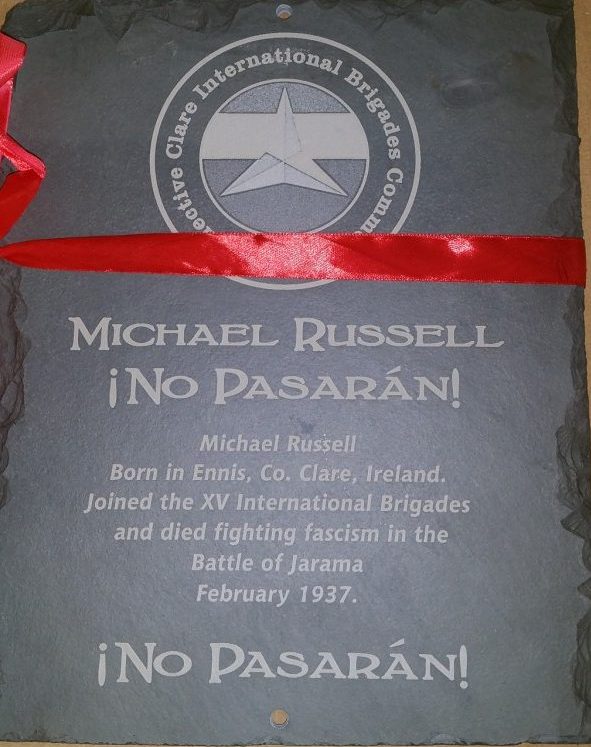 Clare International Brigades
Michael Russell
¡No Pasarán!
Michael Russell
Born in Ennis, Co. Clare, Ireland.
Joined the XV International Brigades
and died fighting fascism in the
Battle of Jarama
February 1937.
¡No Pasarán!